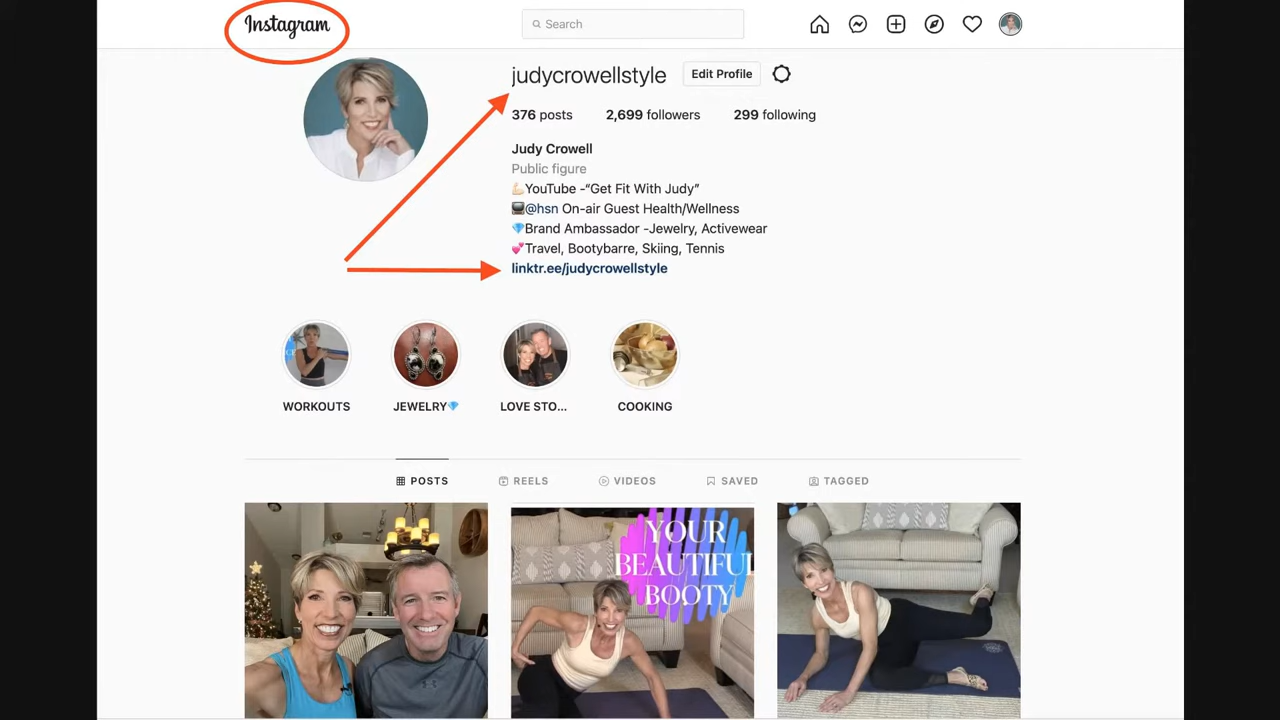 Instagram
Search
judycrowellstyle Edit Profile
376 posts 2,699 followers 299 following
Judy Crowell
Public figure
💪🏻YouTube -“Get Fit With Judy”
📺@hsn On-air Guest Health/Wellness
💎Brand Ambassador -Jewelry, Activewear
💕Travel, Bootybarre, Skiing, Tennis
linktr.ee/judycrowellstyle
WORKOUTS JEWELRY💎 LOVE STO... COOKING
POSTS REELS VIDEOS SAVED TAGGED
YOUR
BEAUTIFUL
BOOTY